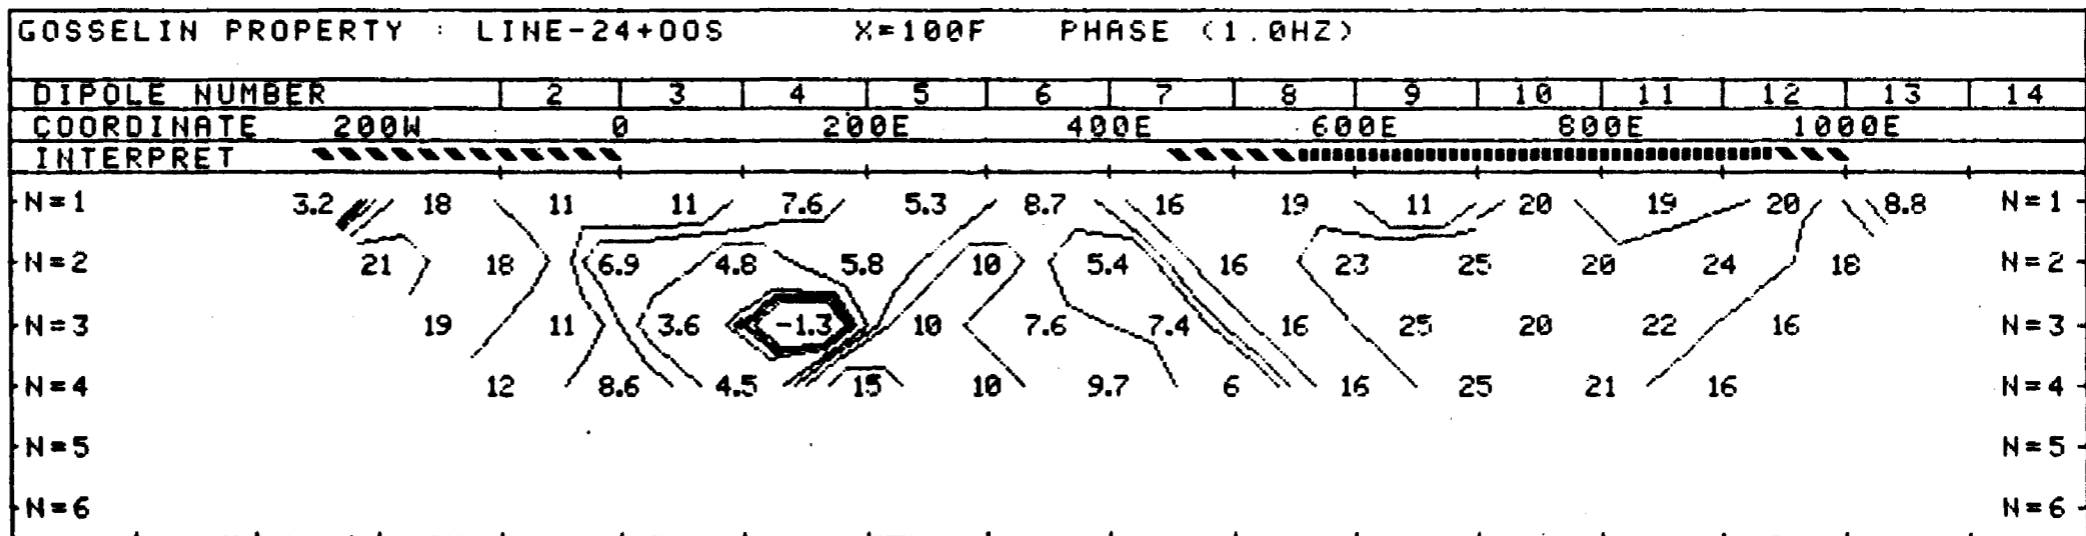 GOSSELIN PROPERTY : LINE-24+00S X=100F PHASE (1.0HZ)
DIPOLE NUMBER 2 3 4 5 6 7 8 9 10 11 12 13 14
COORDINATE 200W 0 200E 400E 600E 800E 1000E
INTERPRET
N=1 3.2 18 11 11 7.6 5.3 8.7 16 19 11 20 19 20 8.8 N=1
N=2 21 18 6.9 4.8 5.8 10 5.4 16 23 25 20 24 18 N=2
N=3 19 11 3.6 -1.3 10 7.6 7.4 16 25 20 22 16 N=3
N=4 12 8.6 4.5 15 10 9.7 6 16 25 21 16 N=4
N=5 N=5
N=6 N=6